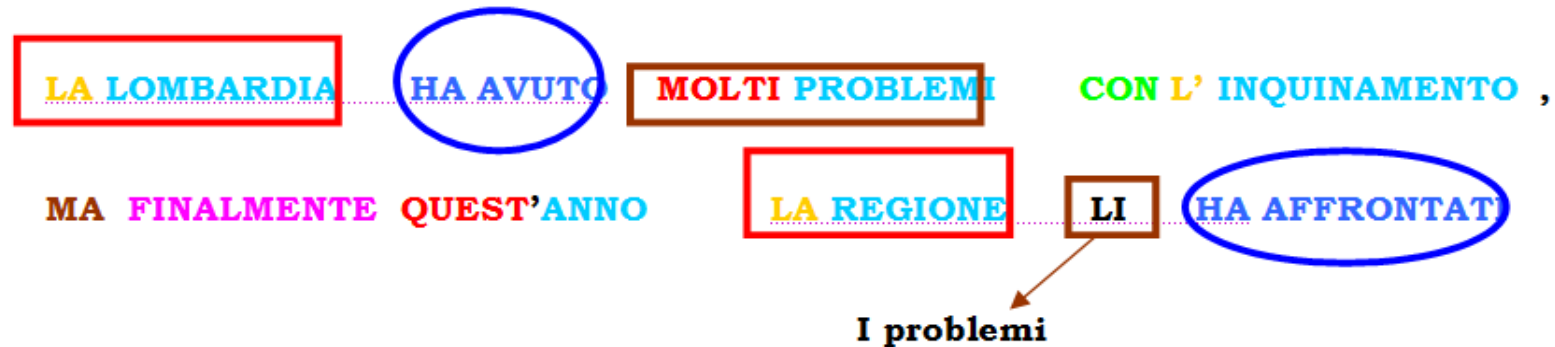 LA LOMBARDIA HA AVUTO MOLTI PROBLEMI CON L' INQUINAMENTO ,
MA FINALMENTE QUEST'ANNO LA REGIONE LI HA AFFRONTATI
I problemi